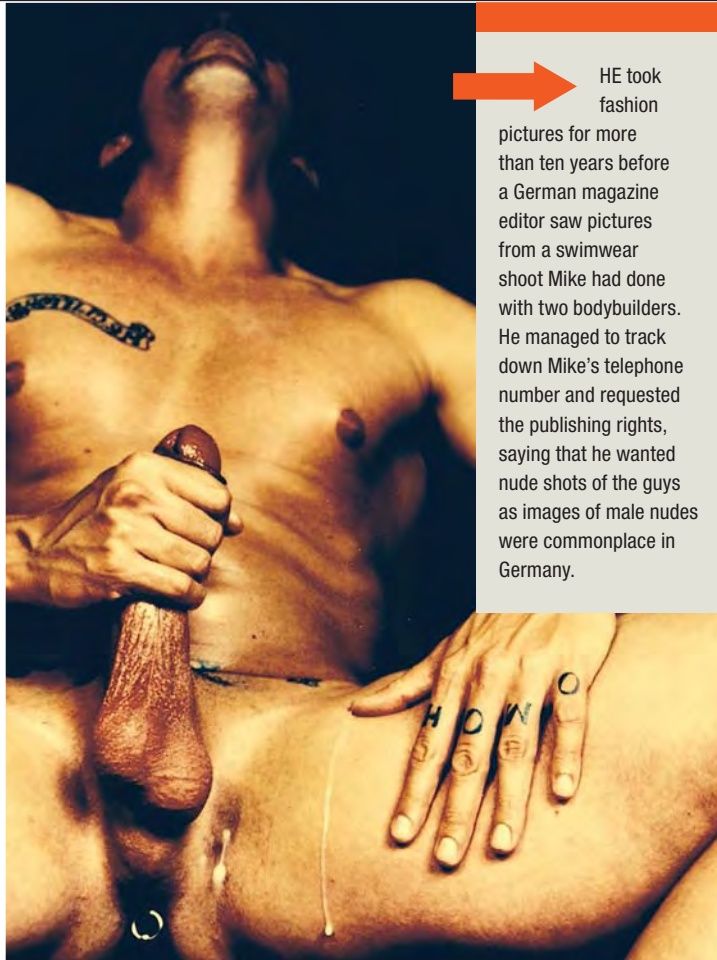 HE took
fashion
pictures for more
than ten years before
a German magazine
editor saw pictures
from a swimwear
shoot Mike had done
with two bodybuilders.
He managed to track
down Mike’s telephone
number and requested
the publishing rights,
saying that he wanted
nude shots of the guys
as images of male nudes
were commonplace in
Germany.
HOMO